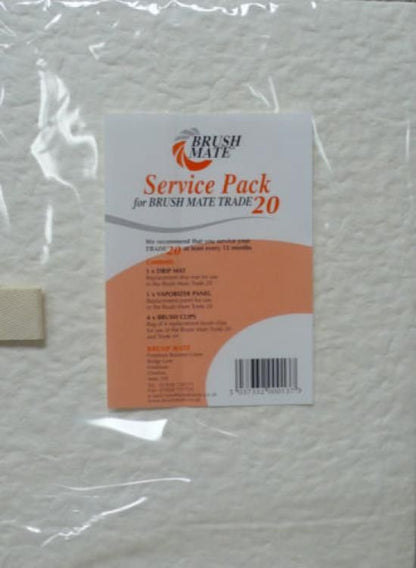 BRUSH
MATE
Service Pack
for BRUSH MATE TRADE 20
We recommend that you service your
TRADE 20 at least every 12 months
Contents
1 x DRIP MAT
Replacement drip mat for use
in the Brush Mate Trade 20
1 x VAPORIZER PANEL
Replacement panel for use
in the Brush Mate Trade 20
4 x BRUSH CLIPS
Bag of 4 replacement brush clips
for use in the Brush Mate Trade 20
and Trade
BRUSH MATE
Business